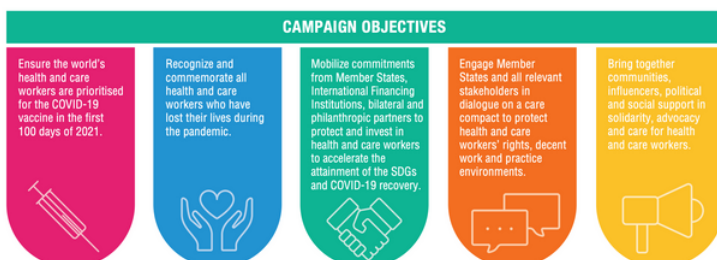 CAMPAIGN OBJECTIVES
Ensure the world's
health and care
workers are prioritised
for the COVID-19
vaccine in the first
100 days of 2021.
Recognize and
commemorate all
health and care
workers who have
lost their lives during
the pandemic.
Mobilize commitments
from Member States,
International Financing
Institutions, bilateral and
philanthropic partners to
protect and invest in
health and care workers
to accelerate the
attainment of the SDGs
and COVID-19 recovery.
Engage Member
States and all relevant
stakeholders in
dialogue on a care
compact to protect
health and care
workers' rights, decent
work and practice
environments.
Bring together
communities,
influencers, political
and social support in
solidarity, advocacy
and care for health
and care workers.